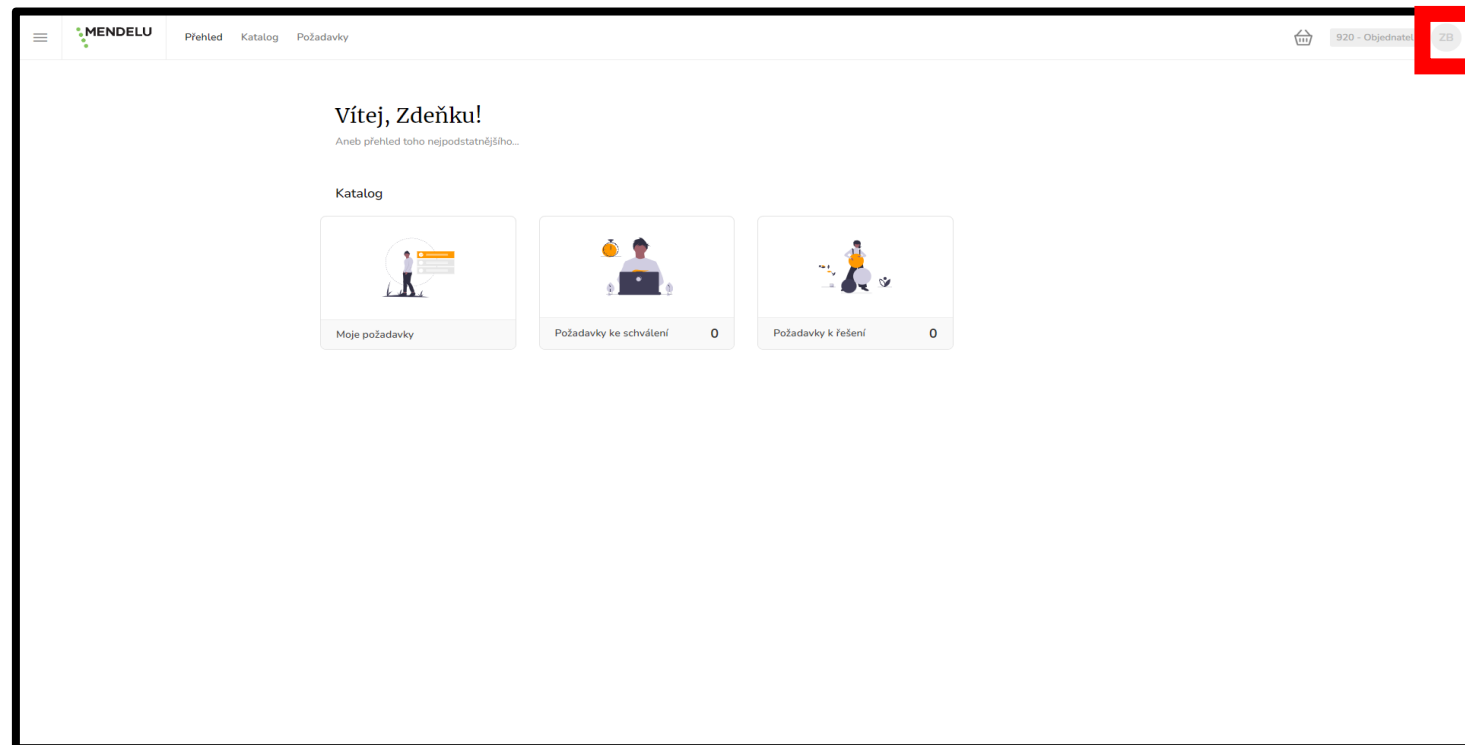 MENDELU
Přehled Katalog Požadavky
920 - Objednatel
ZB
Vítej, Zdeňku!
Aneb přehled toho nejpodstatnějšího...
Katalog
Moje požadavky
Požadavky ke schválení 0
Požadavky k řešení 0